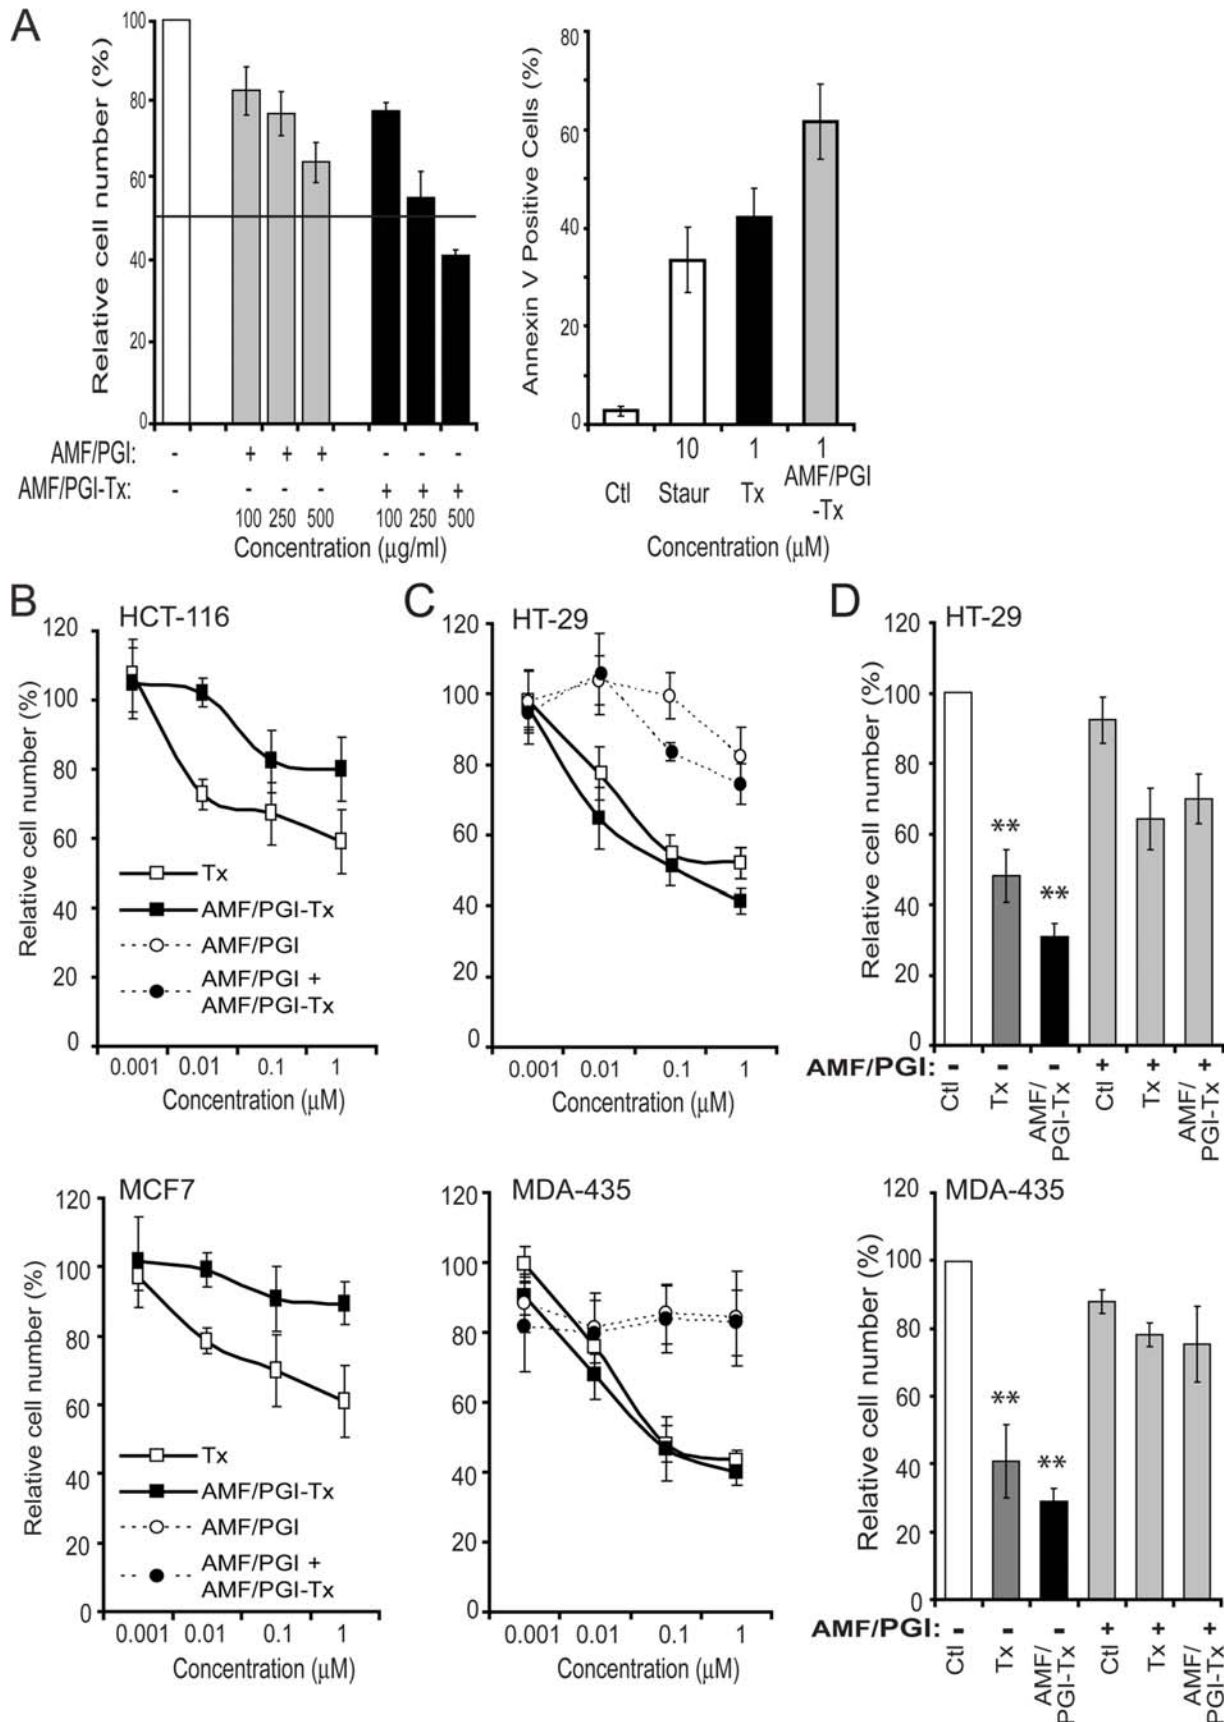 A
Relative cell number (%)
100
80
60
40
20
0
AMF/PGI: - + + + - - -
AMF/PGI-Tx: - - - - + + +
100 250 500 100 250 500
Concentration (μg/ml)
Annexin V Positive Cells (%)
80
60
40
20
0
10 1 1
Ctl Staur Tx AMF/PGI
-Tx
Concentration (μM)
B
HCT-116
Relative cell number (%)
120
100
80
60
40
20
0
Tx
AMF/PGI-Tx
AMF/PGI
AMF/PGI +
AMF/PGI-Tx
0.001 0.01 0.1 1
Concentration (μM)
C
HT-29
120
100
80
60
40
20
0
0.001 0.01 0.1 1
Concentration (μM)
D
HT-29
Relative cell number (%)
120
100
80
60
40
20
0
**
**
AMF/PGI: - - - + + +
Ctl
Tx
AMF/
PGI-Tx
Ctl
Tx
AMF/
PGI-Tx
MCF7
Relative cell number (%)
120
100
80
60
40
20
0
Tx
AMF/PGI-Tx
AMF/PGI
AMF/PGI +
AMF/PGI-Tx
0.001 0.01 0.1 1
Concentration (μM)
MDA-435
120
100
80
60
40
20
0
0.001 0.01 0.1 1
Concentration (μM)
MDA-435
Relative cell number (%)
120
100
80
60
40
20
0
**
**
AMF/PGI: - - - + + +
Ctl
Tx
AMF/
PGI-Tx
Ctl
Tx
AMF/
PGI-Tx